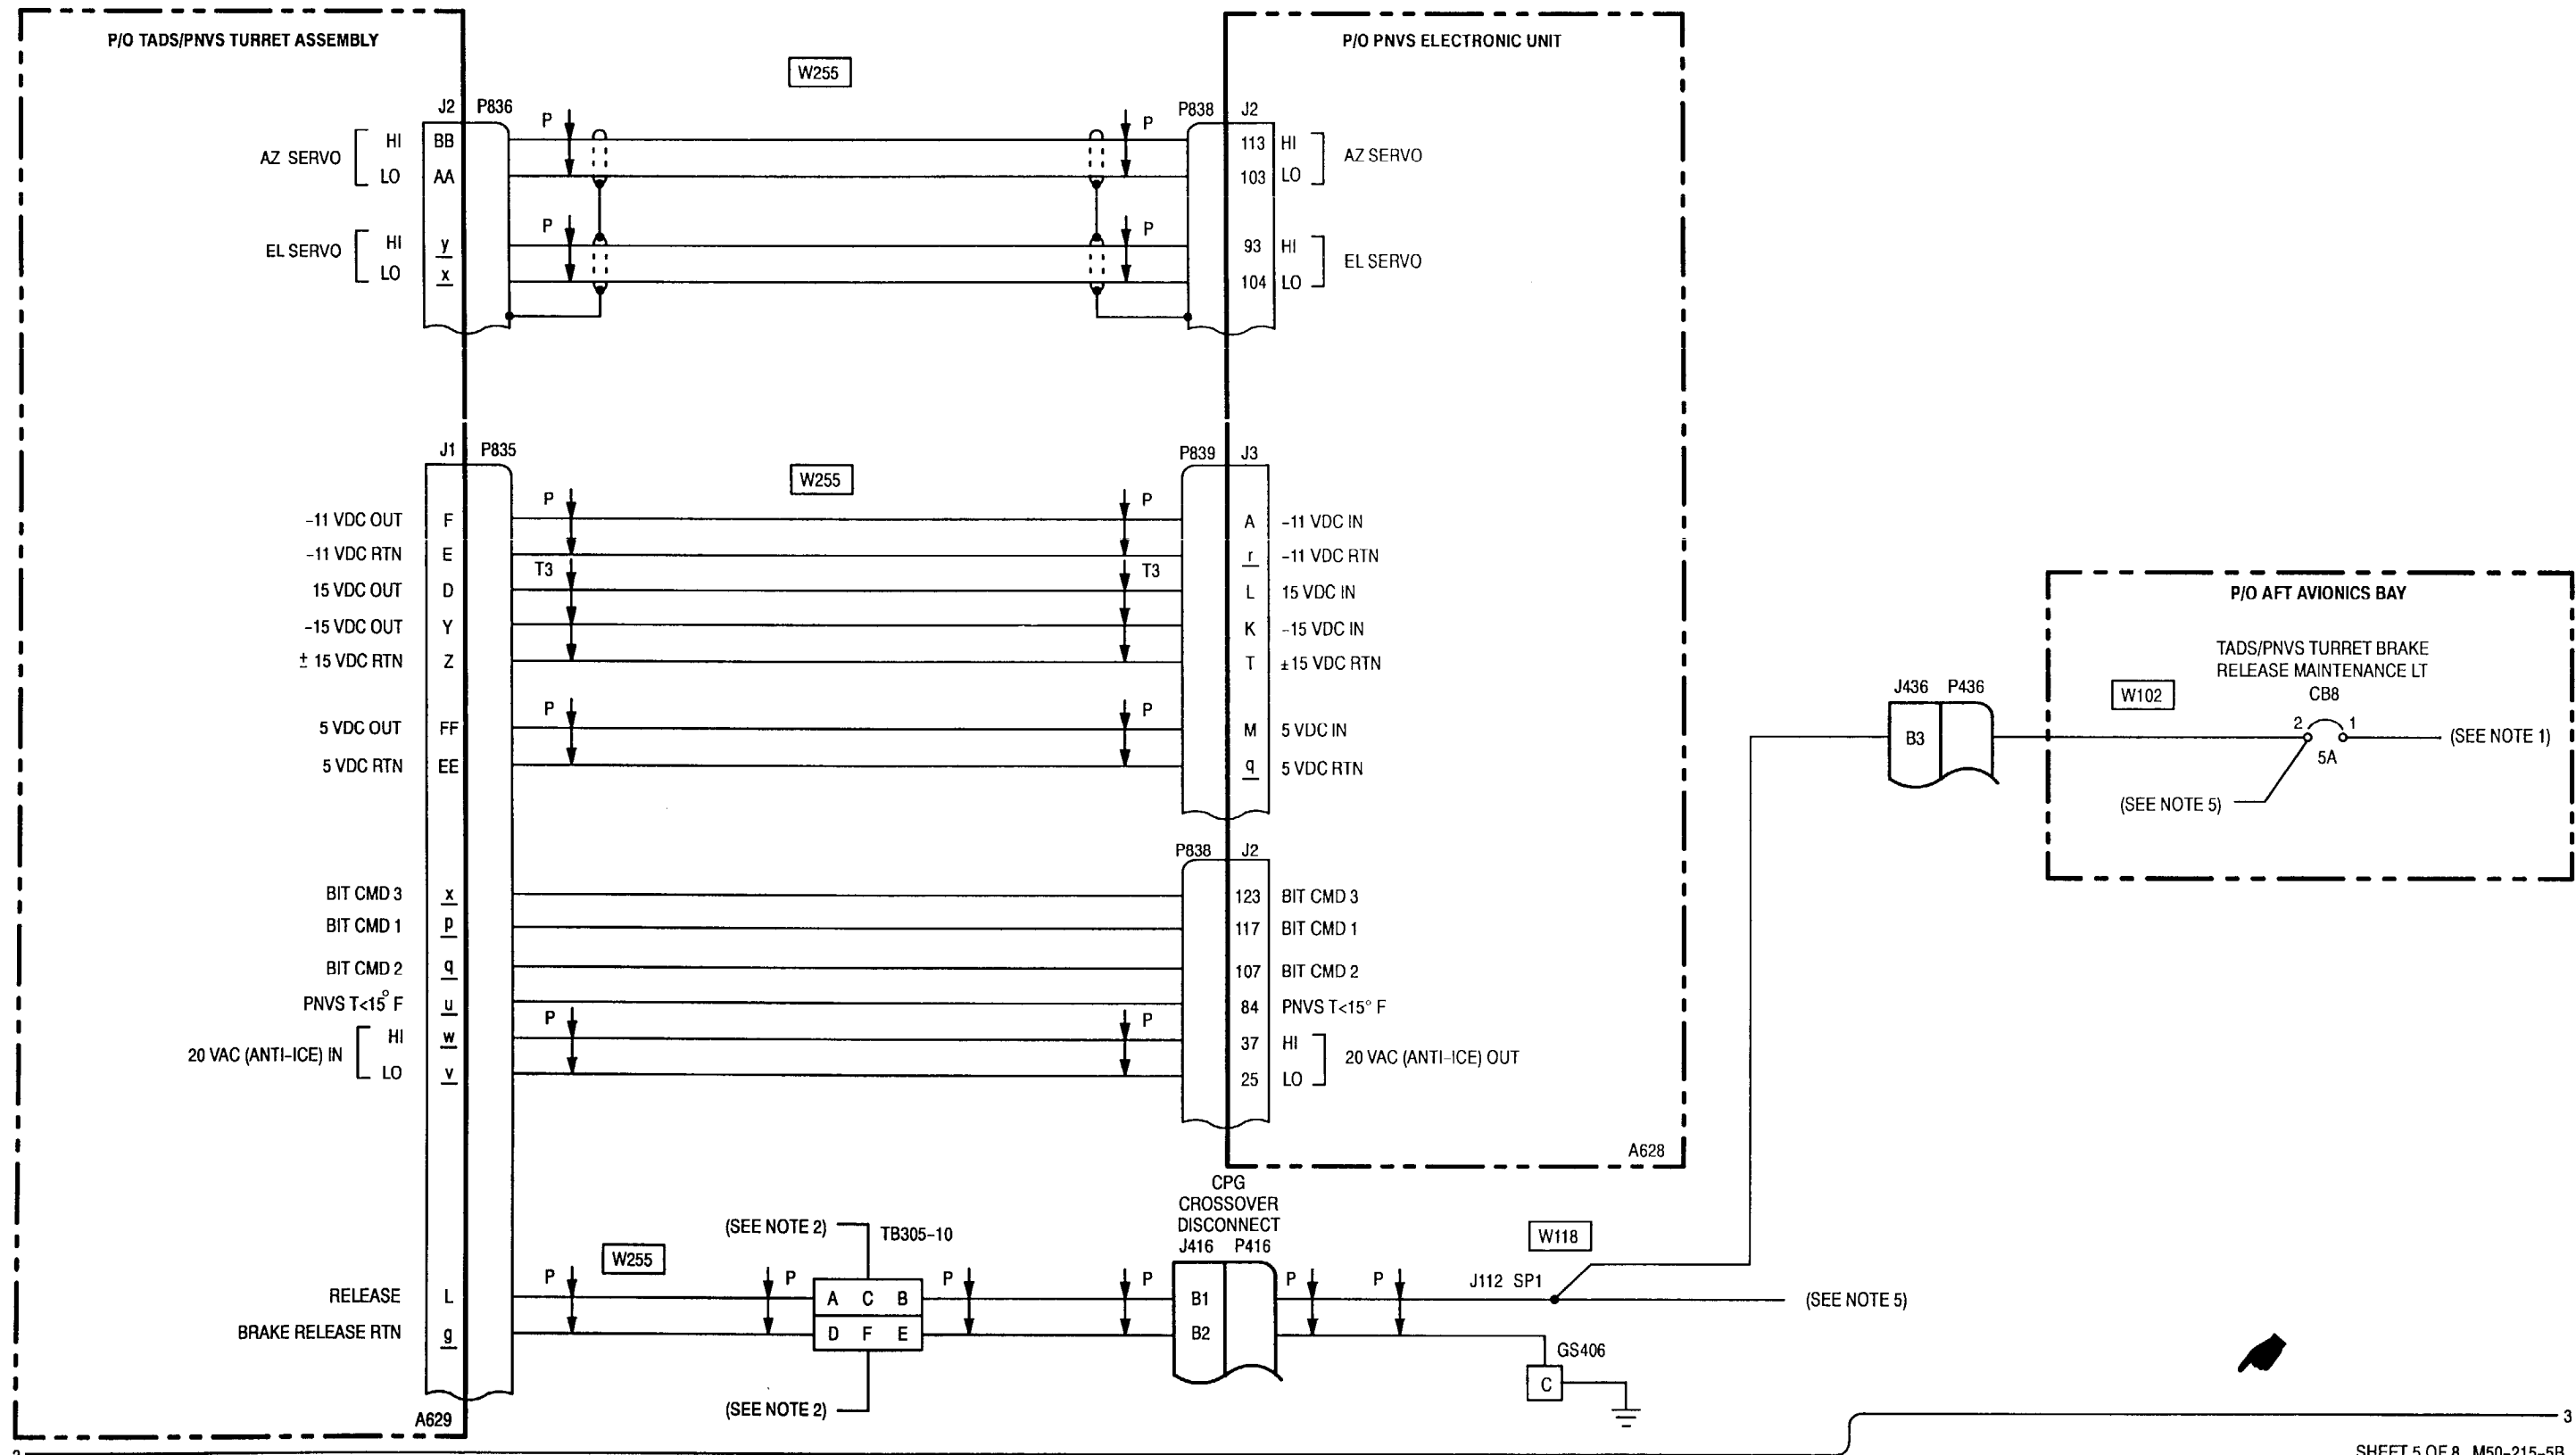 P/O TADS/PNVS TURRET ASSEMBLY
P/O PNVS ELECTRONIC UNIT
W255
J2 P836
P838 J2
AZ SERVO
HI BB
LO AA
P
P
113 HI
103 LO
AZ SERVO
EL SERVO
HI y
LO x
P
P
93 HI
104 LO
EL SERVO
J1 P835
W255
P839 J3
P
P
-11 VDC OUT F
A -11 VDC IN
-11 VDC RTN E
r -11 VDC RTN
T3
T3
15 VDC OUT D
L 15 VDC IN
-15 VDC OUT Y
K -15 VDC IN
± 15 VDC RTN Z
T ±15 VDC RTN
P
P
5 VDC OUT FF
M 5 VDC IN
5 VDC RTN EE
q 5 VDC RTN
P/O AFT AVIONICS BAY
TADS/PNVS TURRET BRAKE
RELEASE MAINTENANCE LT
CB8
J436 P436
W102
B3
2 1
5A
(SEE NOTE 1)
(SEE NOTE 5)
P838 J2
BIT CMD 3 x
123 BIT CMD 3
BIT CMD 1 p
117 BIT CMD 1
BIT CMD 2 q
107 BIT CMD 2
PNVS T<15° F u
84 PNVS T<15° F
P
P
20 VAC (ANTI-ICE) IN
HI w
LO v
37 HI
25 LO
20 VAC (ANTI-ICE) OUT
A628
CPG
CROSSOVER
DISCONNECT
J416 P416
(SEE NOTE 2)
TB305-10
W255
W118
P
P
P
P
P
P
J112 SP1
RELEASE L
A C B
B1
(SEE NOTE 5)
BRAKE RELEASE RTN g
D F E
B2
GS406
C
(SEE NOTE 2)
A629
3
2
SHEET 5 OF 8 M50-215-5B